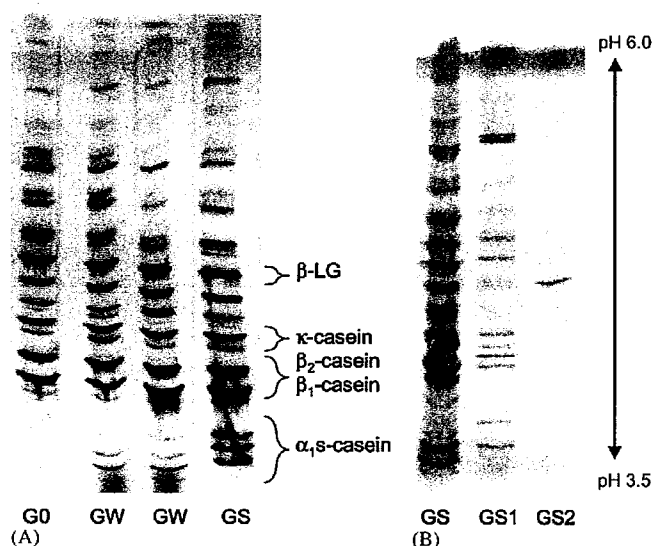 pH 6.0
β-LG
κ-casein
β₂-casein
β₁-casein
α₁s-casein
pH 3.5
G0 GW GW GS
(A)
GS GS1 GS2
(B)